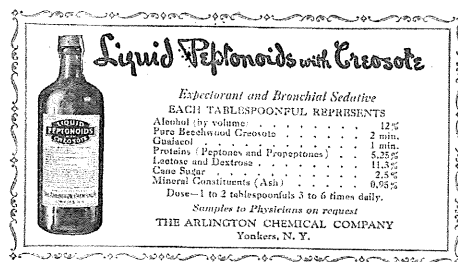 Liquid Peptonoids with Creosote
Expectorant and Bronchial Sedative
EACH TABLESPOONFUL REPRESENTS
Alcohol (by volume) . . . . . . . 12%
Pure Beechwood Creosote . . . . . 2 min.
Guaiacol . . . . . . . . . . 1 min.
Proteins (Peptones and Propeptones) . . . 5.25%
Lactose and Dextrose . . . . . . . 11.3%
Cane Sugar . . . . . . . . . 2.5%
Mineral Constituents (Ash) . . . . . 0.95%
Dose—1 to 2 tablespoonfuls 3 to 6 times daily.
Samples to Physicians on request
THE ARLINGTON CHEMICAL COMPANY
Yonkers, N. Y.
LIQUID
PEPTONOIDS
CREOSOTE